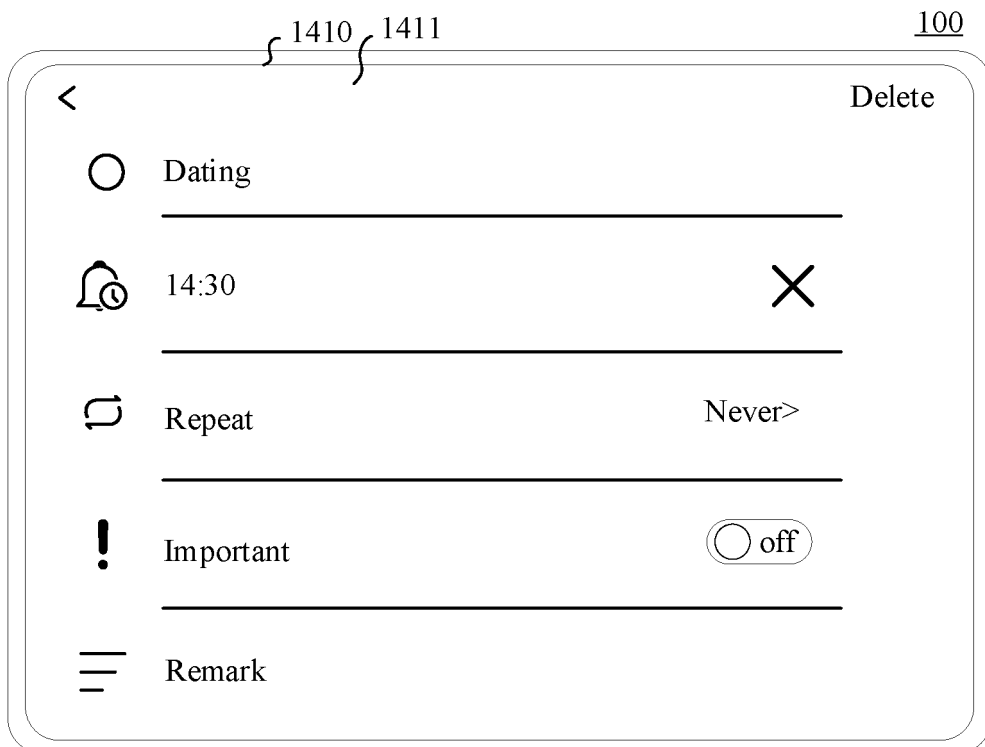 1410 1411 100
< Delete
Dating
14:30
Repeat Never>
Important off
Remark